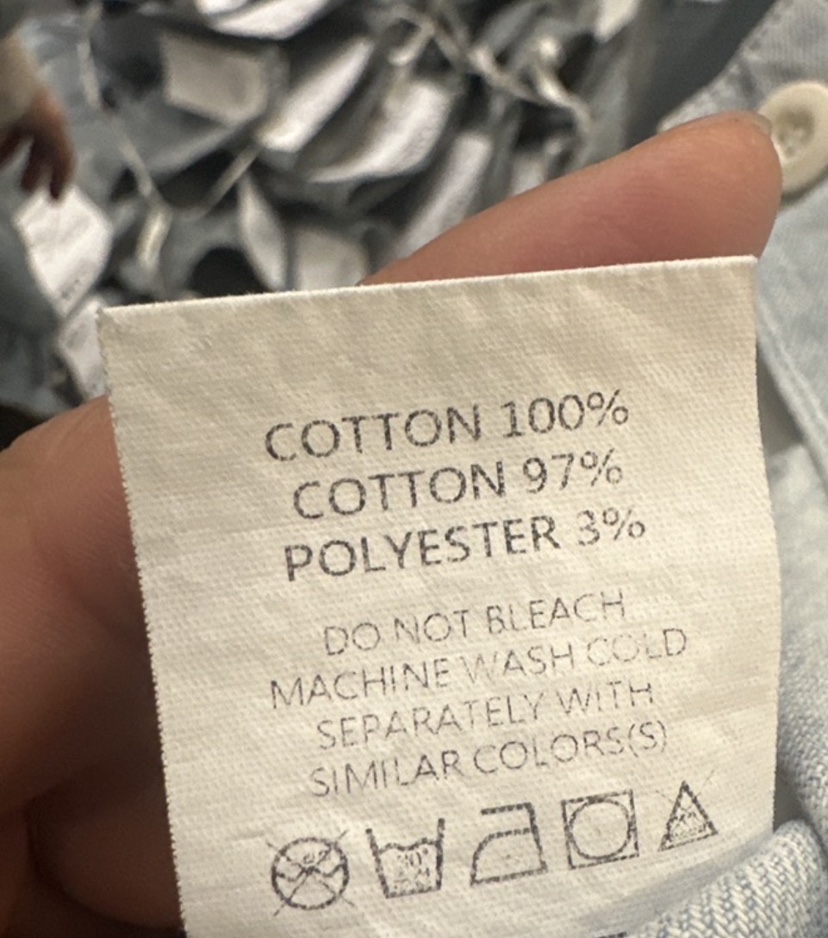 COTTON 100%
COTTON 97%
POLYESTER 3%
DO NOT BLEACH
MACHINE WASH COLD
SEPARATELY WITH
SIMILAR COLORS(S)